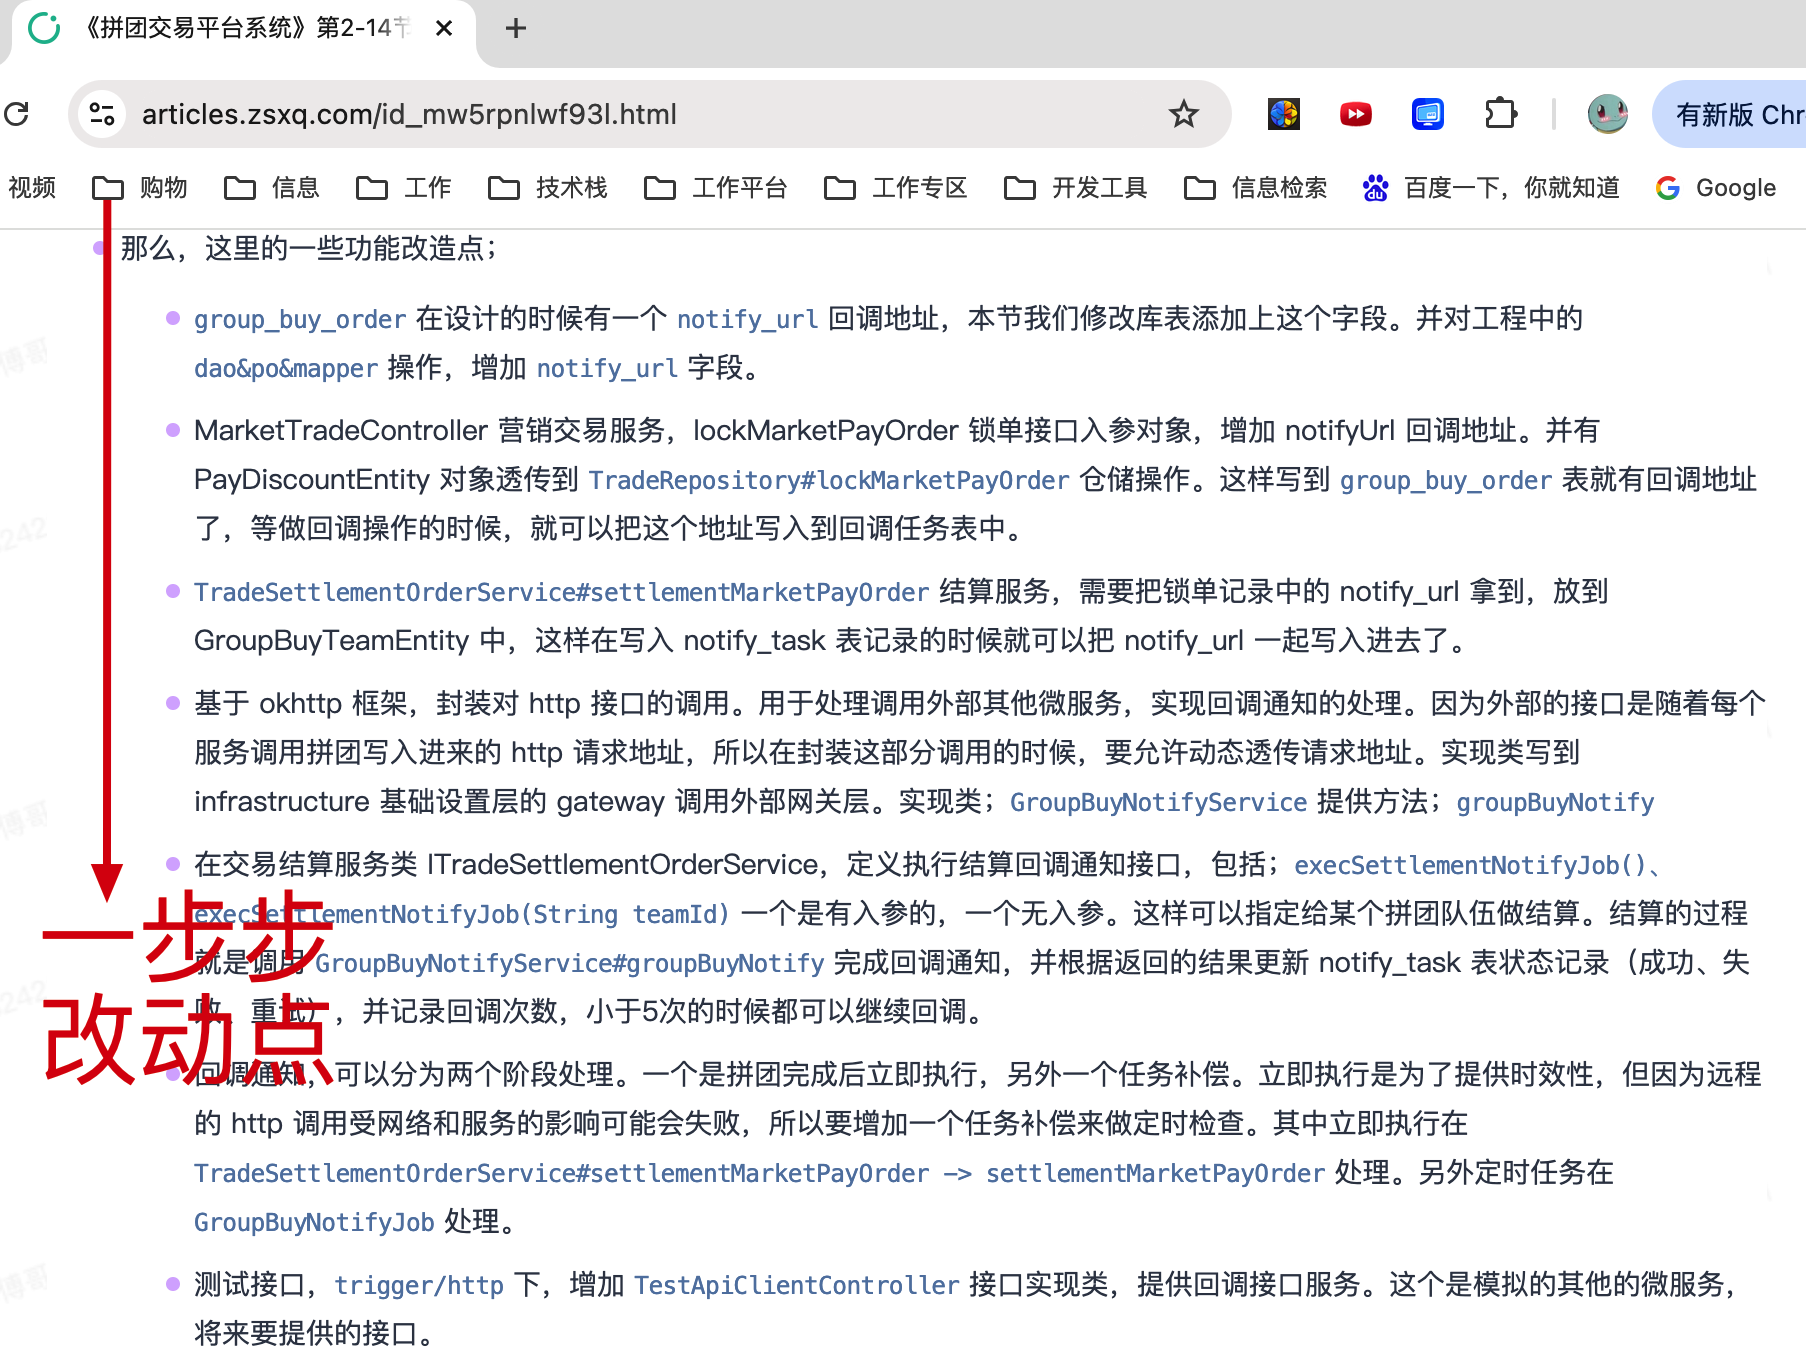 《拼团交易平台系统》第2-14节
articles.zsxq.com/id_mw5rpnlwf93l.html
有新版 Chr
视频 购物 信息 工作 技术栈 工作平台 工作专区 开发工具 信息检索 百度一下，你就知道 Google
那么，这里的一些功能改造点；
group_buy_order 在设计的时候有一个 notify_url 回调地址，本节我们修改库表添加上这个字段。并对工程中的
dao&po&mapper 操作，增加 notify_url 字段。
MarketTradeController 营销交易服务，lockMarketPayOrder 锁单接口入参对象，增加 notifyUrl 回调地址。并有
PayDiscountEntity 对象透传到 TradeRepository#lockMarketPayOrder 仓储操作。这样写到 group_buy_order 表就有回调地址
了，等做回调操作的时候，就可以把这个地址写入到回调任务表中。
TradeSettlementOrderService#settlementMarketPayOrder 结算服务，需要把锁单记录中的 notify_url 拿到，放到
GroupBuyTeamEntity 中，这样在写入 notify_task 表记录的时候就可以把 notify_url 一起写入进去了。
基于 okhttp 框架，封装对 http 接口的调用。用于处理调用外部其他微服务，实现回调通知的处理。因为外部的接口是随着每个
服务调用拼团写入进来的 http 请求地址，所以在封装这部分调用的时候，要允许动态透传请求地址。实现类写到
infrastructure 基础设置层的 gateway 调用外部网关层。实现类；GroupBuyNotifyService 提供方法；groupBuyNotify
在交易结算服务类 ITradeSettlementOrderService，定义执行结算回调通知接口，包括；execSettlementNotifyJob()、
execSettlementNotifyJob(String teamId) 一个是有入参的，一个无入参。这样可以指定给某个拼团队伍做结算。结算的过程
就是调用 GroupBuyNotifyService#groupBuyNotify 完成回调通知，并根据返回的结果更新 notify_task 表状态记录（成功、失
败、重试），并记录回调次数，小于5次的时候都可以继续回调。
回调通知，可以分为两个阶段处理。一个是拼团完成后立即执行，另外一个任务补偿。立即执行是为了提供时效性，但因为远程
的 http 调用受网络和服务的影响可能会失败，所以要增加一个任务补偿来做定时检查。其中立即执行在
TradeSettlementOrderService#settlementMarketPayOrder -> settlementMarketPayOrder 处理。另外定时任务在
GroupBuyNotifyJob 处理。
测试接口，trigger/http 下，增加 TestApiClientController 接口实现类，提供回调接口服务。这个是模拟的其他的微服务，
将来要提供的接口。
一步步
改动点
博哥
242
博哥
242
博哥